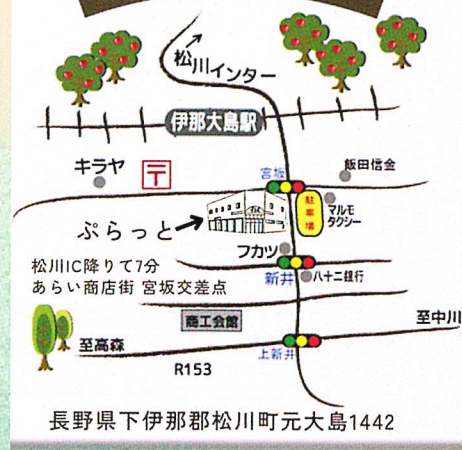 松川インター
伊那大島駅
キラヤ
〒
宮坂
飯田信金
駐車場
マルモ
タクシー
ぷらっと
フカツ
松川IC降りて7分
あらい商店街 宮坂交差点
新井
八十二銀行
商工会館
至中川
至高森
上新井
R153
長野県下伊那郡松川町元大島1442